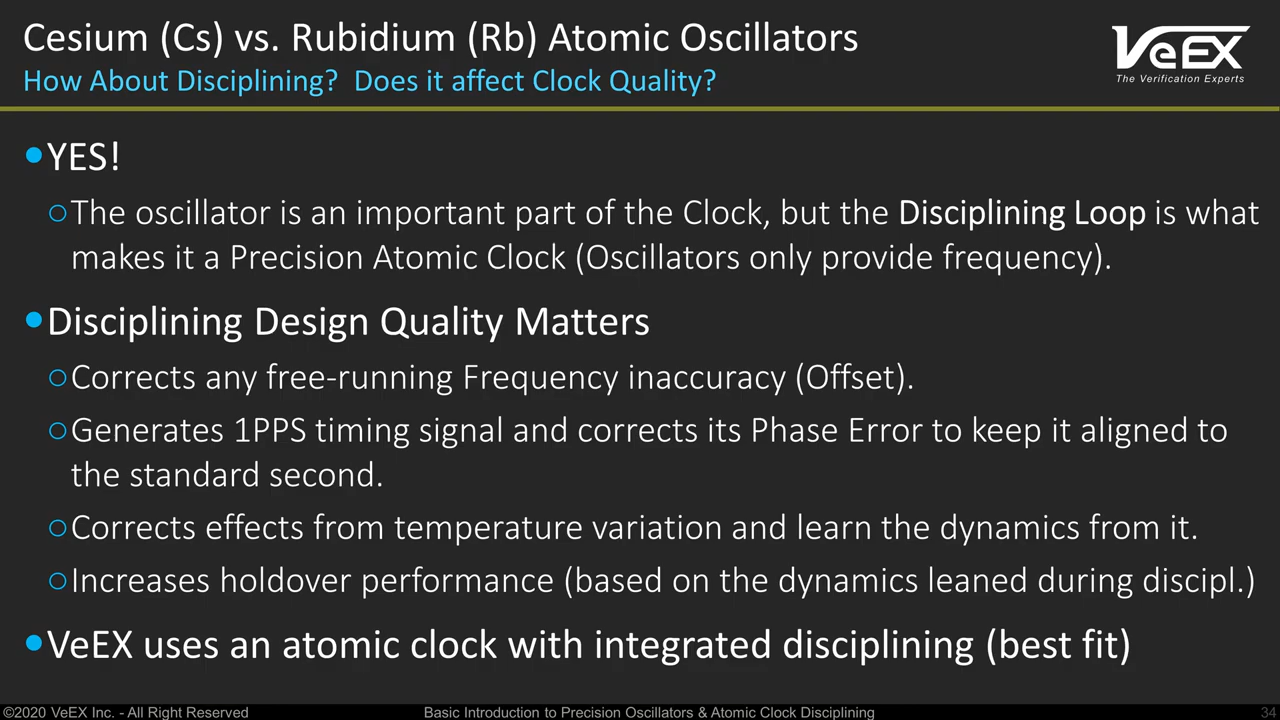 Cesium (Cs) vs. Rubidium (Rb) Atomic Oscillators
How About Disciplining? Does it affect Clock Quality?
VeEX
The Verification Experts
•YES!
○The oscillator is an important part of the Clock, but the Disciplining Loop is what
makes it a Precision Atomic Clock (Oscillators only provide frequency).
•Disciplining Design Quality Matters
○Corrects any free-running Frequency inaccuracy (Offset).
○Generates 1PPS timing signal and corrects its Phase Error to keep it aligned to
the standard second.
○Corrects effects from temperature variation and learn the dynamics from it.
○Increases holdover performance (based on the dynamics leaned during discipl.)
•VeEX uses an atomic clock with integrated disciplining (best fit)
©2020 VeEX Inc. - All Right Reserved
Basic Introduction to Precision Oscillators & Atomic Clock Disciplining
34